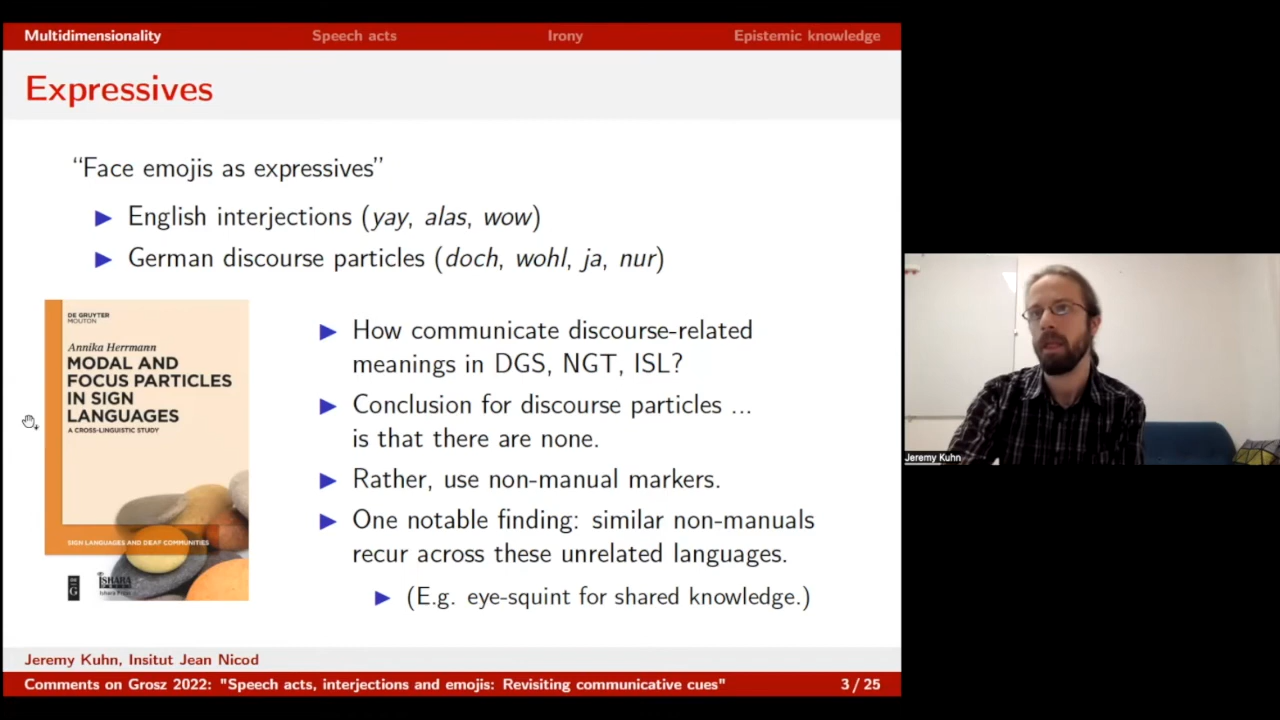 Multidimensionality Speech acts Irony Epistemic knowledge
Expressives
“Face emojis as expressives”
▶ English interjections (yay, alas, wow)
▶ German discourse particles (doch, wohl, ja, nur)
DE GRUYTER
MOUTON
Annika Herrmann
MODAL AND
FOCUS PARTICLES
IN SIGN
LANGUAGES
A CROSS-LINGUISTIC STUDY
SIGN LANGUAGES AND DEAF COMMUNITIES
DE
G
ISHARA
PRESS
Ishara Press
▶ How communicate discourse-related
meanings in DGS, NGT, ISL?
▶ Conclusion for discourse particles ...
is that there are none.
▶ Rather, use non-manual markers.
▶ One notable finding: similar non-manuals
recur across these unrelated languages.
▶ (E.g. eye-squint for shared knowledge.)
Jeremy Kuhn
Jeremy Kuhn, Insitut Jean Nicod
Comments on Grosz 2022: "Speech acts, interjections and emojis: Revisiting communicative cues" 3 / 25